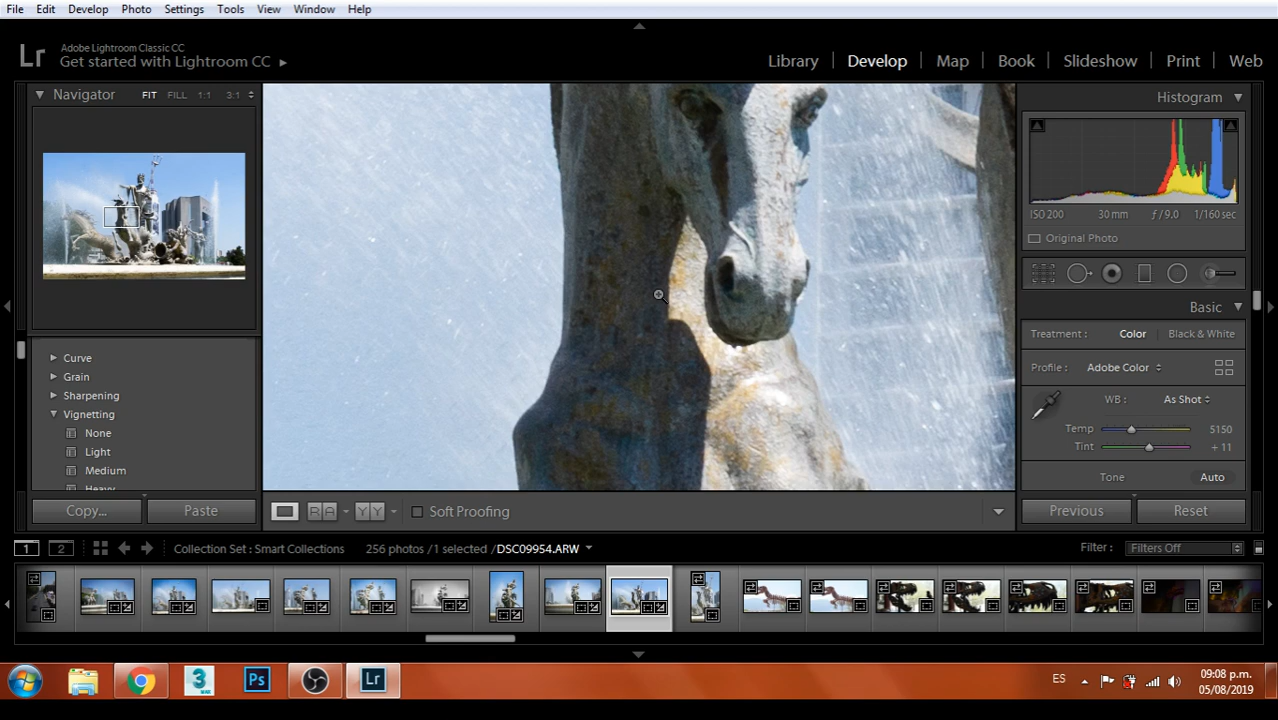 File Edit Develop Photo Settings Tools View Window Help
Lr Adobe Lightroom Classic CC
Get started with Lightroom CC
Library Develop Map Book Slideshow Print Web
Navigator FIT FILL 1:1 3:1
Histogram
ISO 200 30 mm ƒ / 9.0 1/160 sec
Original Photo
Basic
Treatment : Color Black & White
Profile : Adobe Color
WB : As Shot
Temp 5150
Tint + 11
Tone Auto
Curve
Grain
Sharpening
Vignetting
None
Light
Medium
Heavy
Copy... Paste
R A Y Y Soft Proofing
Previous Reset
1 2 Collection Set : Smart Collections 256 photos / 1 selected / DSC09954.ARW
Filter : Filters Off
3 MAX Ps Lr
ES 09:08 p.m.
05/08/2019